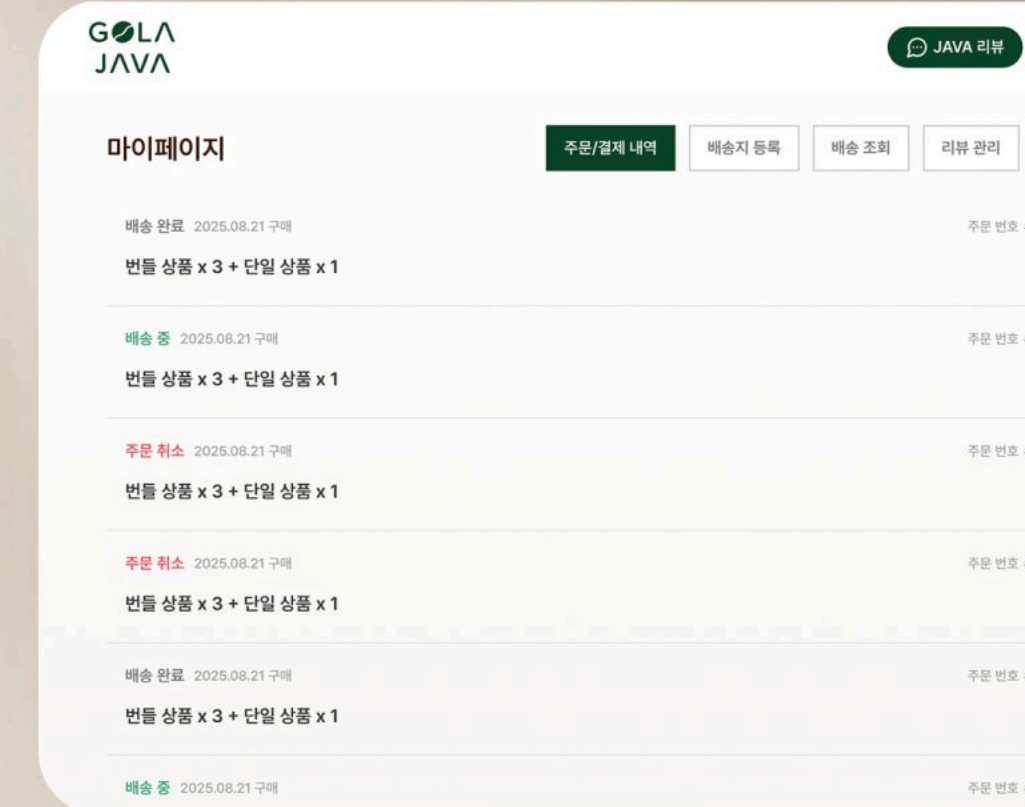 GOLA
JAVA
JAVA 리뷰
마이페이지
주문/결제 내역
배송지 등록
배송 조회
리뷰 관리
배송 완료 2025.08.21 구매
주문 번호
번들 상품 x 3 + 단일 상품 x 1
배송 중 2025.08.21 구매
주문 번호
번들 상품 x 3 + 단일 상품 x 1
주문 취소 2025.08.21 구매
주문 번호
번들 상품 x 3 + 단일 상품 x 1
주문 취소 2025.08.21 구매
주문 번호
번들 상품 x 3 + 단일 상품 x 1
배송 완료 2025.08.21 구매
주문 번호
번들 상품 x 3 + 단일 상품 x 1
배송 중 2025.08.21 구매
주문 번호